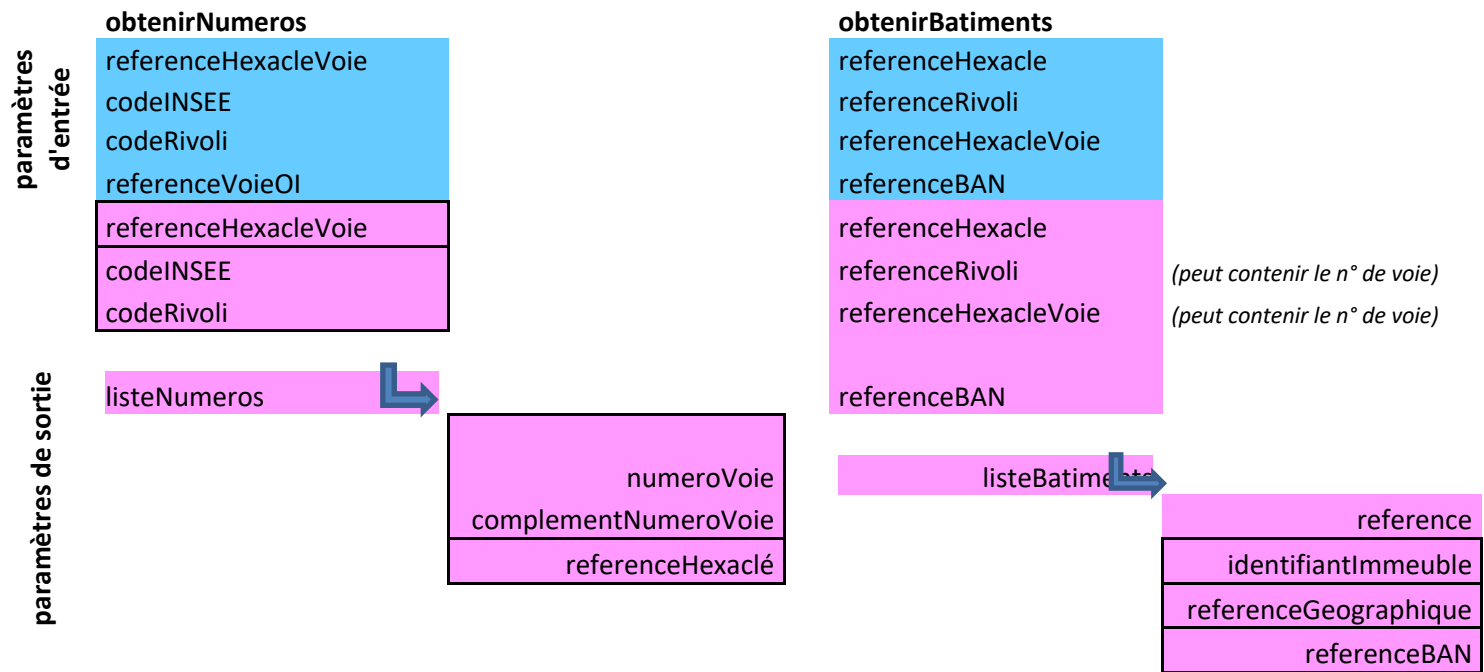 obtenirNumeros
paramètres
d'entrée
referenceHexacleVoie
codeINSEE
codeRivoli
referenceVoieOI
referenceHexacleVoie
codeINSEE
codeRivoli
paramètres de sortie
listeNumeros
numeroVoie
complementNumeroVoie
referenceHexaclé
obtenirBatiments
referenceHexacle
referenceRivoli
referenceHexacleVoie
referenceBAN
referenceHexacle
referenceRivoli (peut contenir le n° de voie)
referenceHexacleVoie (peut contenir le n° de voie)
referenceBAN
listeBatiments
reference
identifiantImmeuble
referenceGeographique
referenceBAN